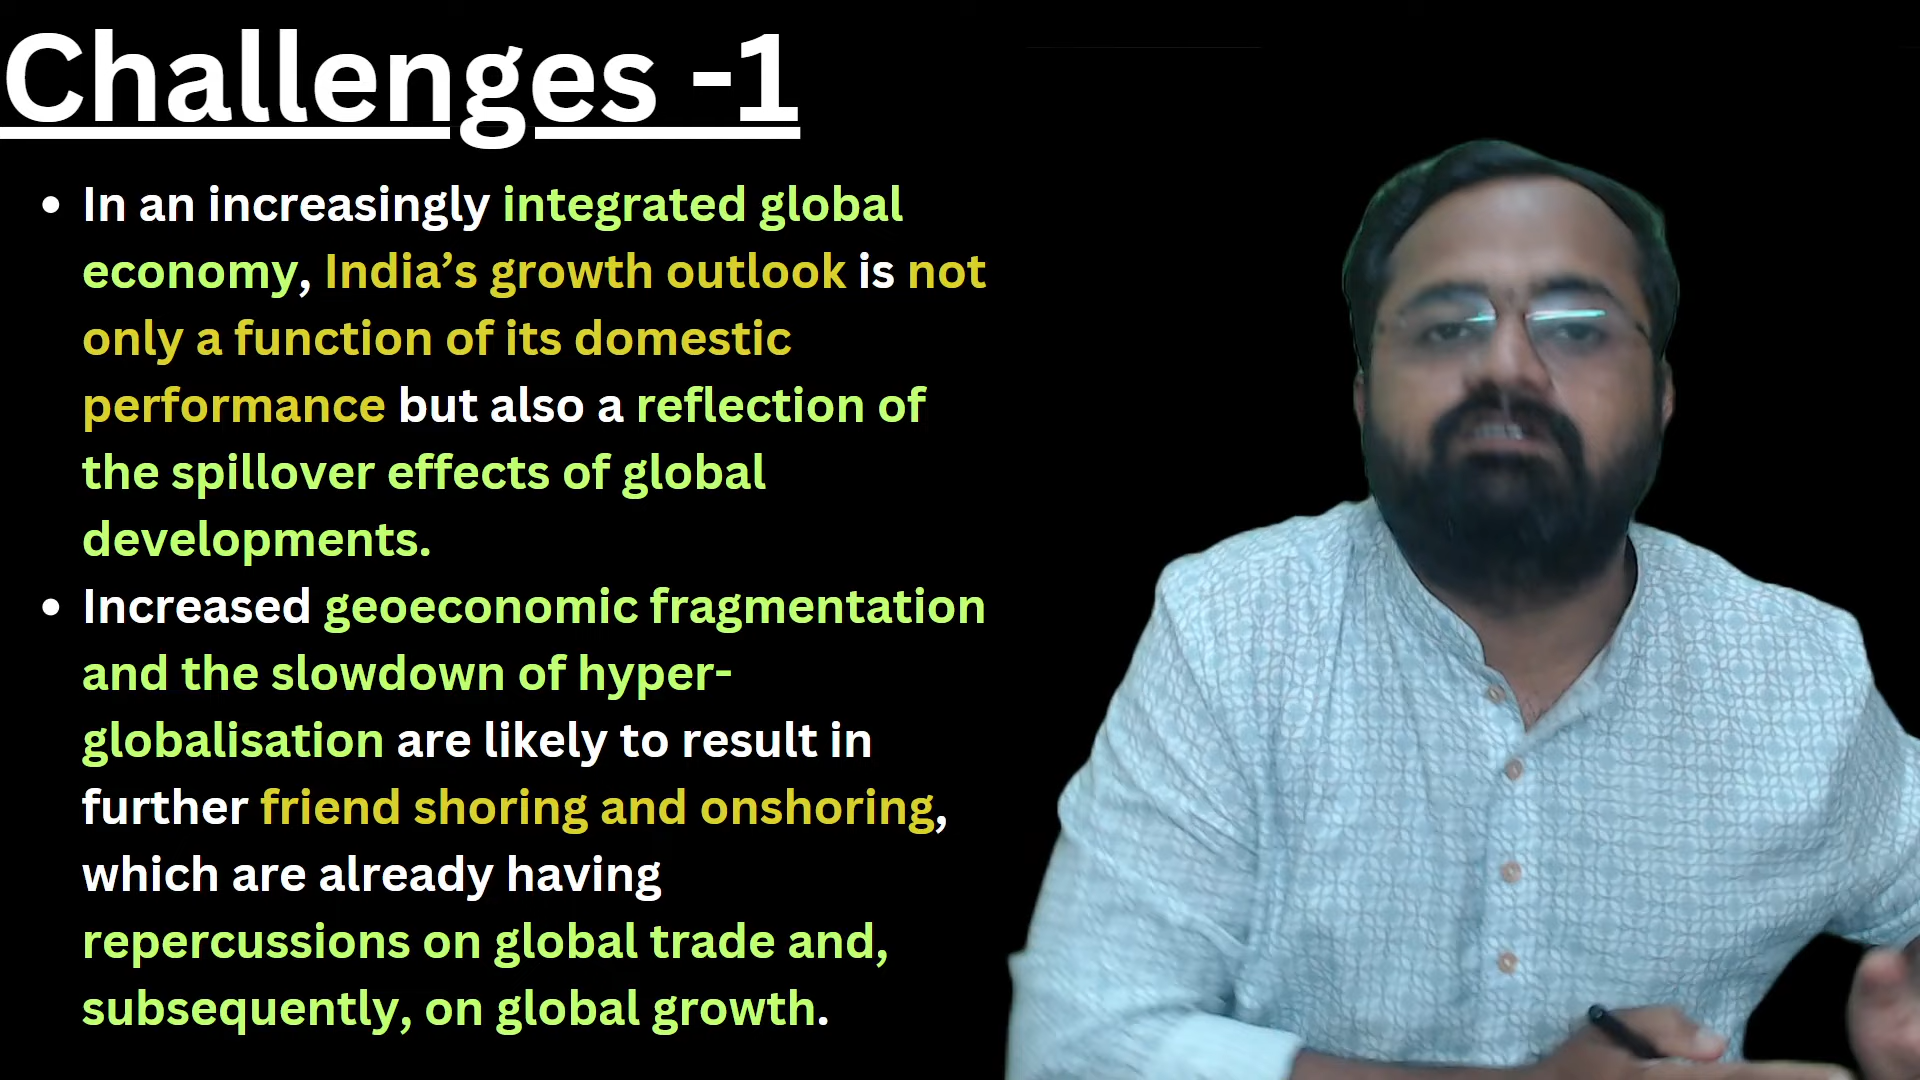 Challenges -1
• In an increasingly integrated global
economy, India’s growth outlook is not
only a function of its domestic
performance but also a reflection of
the spillover effects of global
developments.
• Increased geoeconomic fragmentation
and the slowdown of hyper-
globalisation are likely to result in
further friend shoring and onshoring,
which are already having
repercussions on global trade and,
subsequently, on global growth.